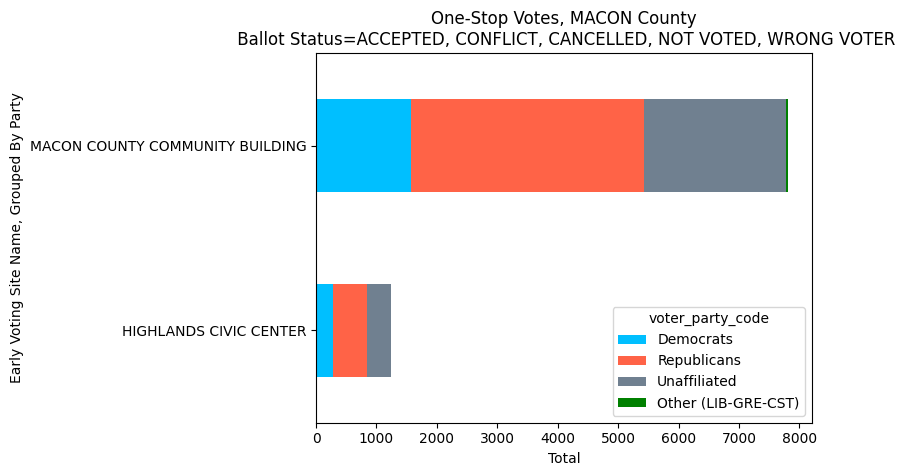 One-Stop Votes, MACON County
Ballot Status=ACCEPTED, CONFLICT, CANCELLED, NOT VOTED, WRONG VOTER
Early Voting Site Name, Grouped By Party
MACON COUNTY COMMUNITY BUILDING
HIGHLANDS CIVIC CENTER
voter_party_code
Democrats
Republicans
Unaffiliated
Other (LIB-GRE-CST)
0 1000 2000 3000 4000 5000 6000 7000 8000
Total